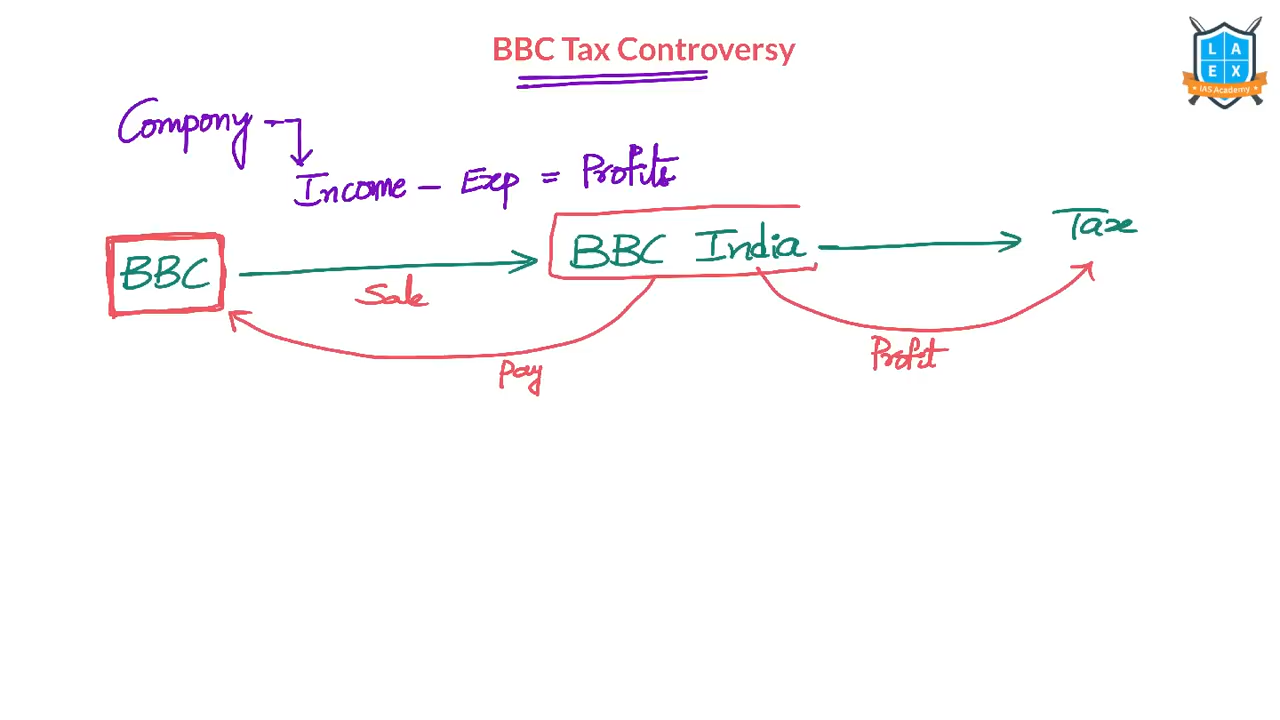 BBC Tax Controversy
L A
E X
IAS Academy
Company
Income - Exp = Profits
BBC
Sale
BBC India
Tax
Pay
Profit